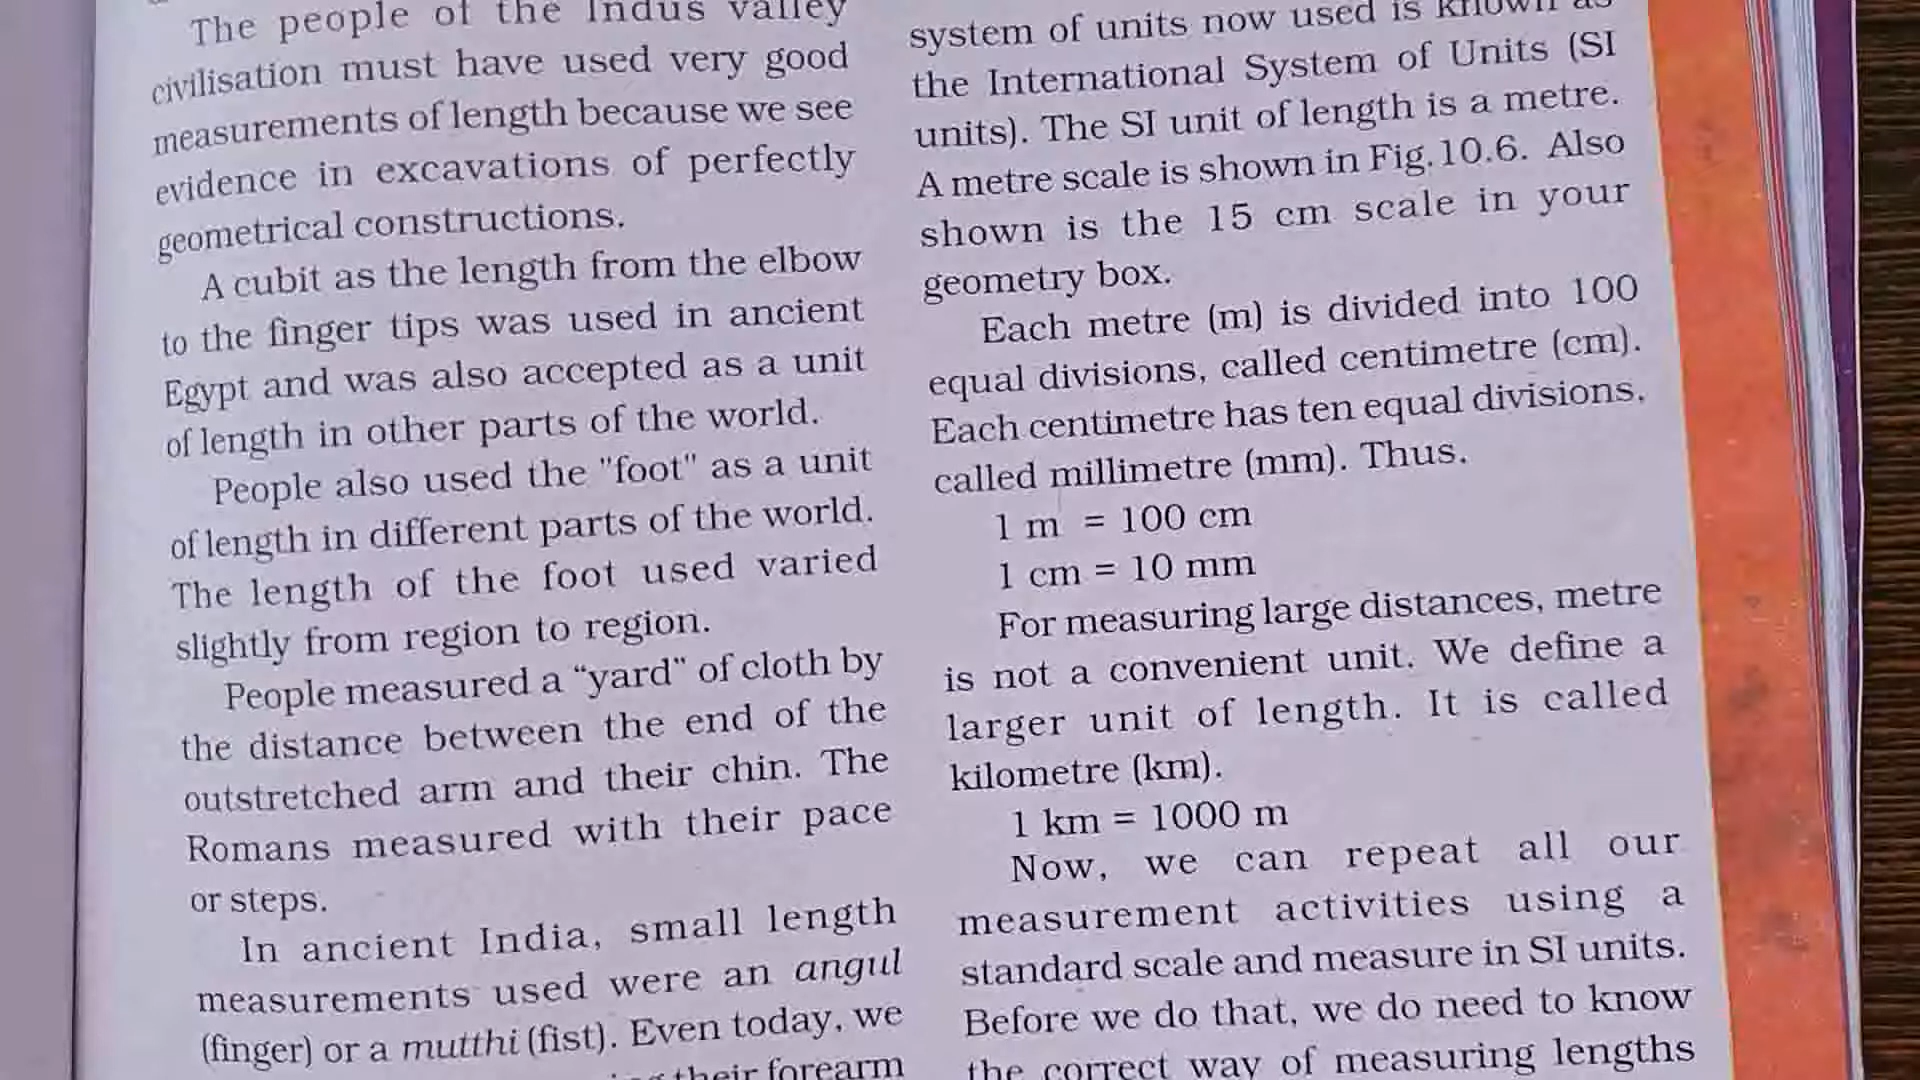 The people of the Indus valley
civilisation must have used very good
measurements of length because we see
evidence in excavations of perfectly
geometrical constructions.
A cubit as the length from the elbow
to the finger tips was used in ancient
Egypt and was also accepted as a unit
of length in other parts of the world.
People also used the "foot" as a unit
of length in different parts of the world.
The length of the foot used varied
slightly from region to region.
People measured a “yard" of cloth by
the distance between the end of the
outstretched arm and their chin. The
Romans measured with their pace
or steps.
In ancient India, small length
measurements used were an angul
(finger) or a mutthi (fist). Even today, we
their forearm
system of units now used is known as
the International System of Units (SI
units). The SI unit of length is a metre.
A metre scale is shown in Fig.10.6. Also
shown is the 15 cm scale in your
geometry box.
Each metre (m) is divided into 100
equal divisions, called centimetre (cm).
Each centimetre has ten equal divisions,
called millimetre (mm). Thus.
1 m = 100 cm
1 cm = 10 mm
For measuring large distances, metre
is not a convenient unit. We define a
larger unit of length. It is called
kilometre (km).
1 km = 1000 m
Now, we can repeat all our
measurement activities using a
standard scale and measure in SI units.
Before we do that, we do need to know
the correct way of measuring lengths